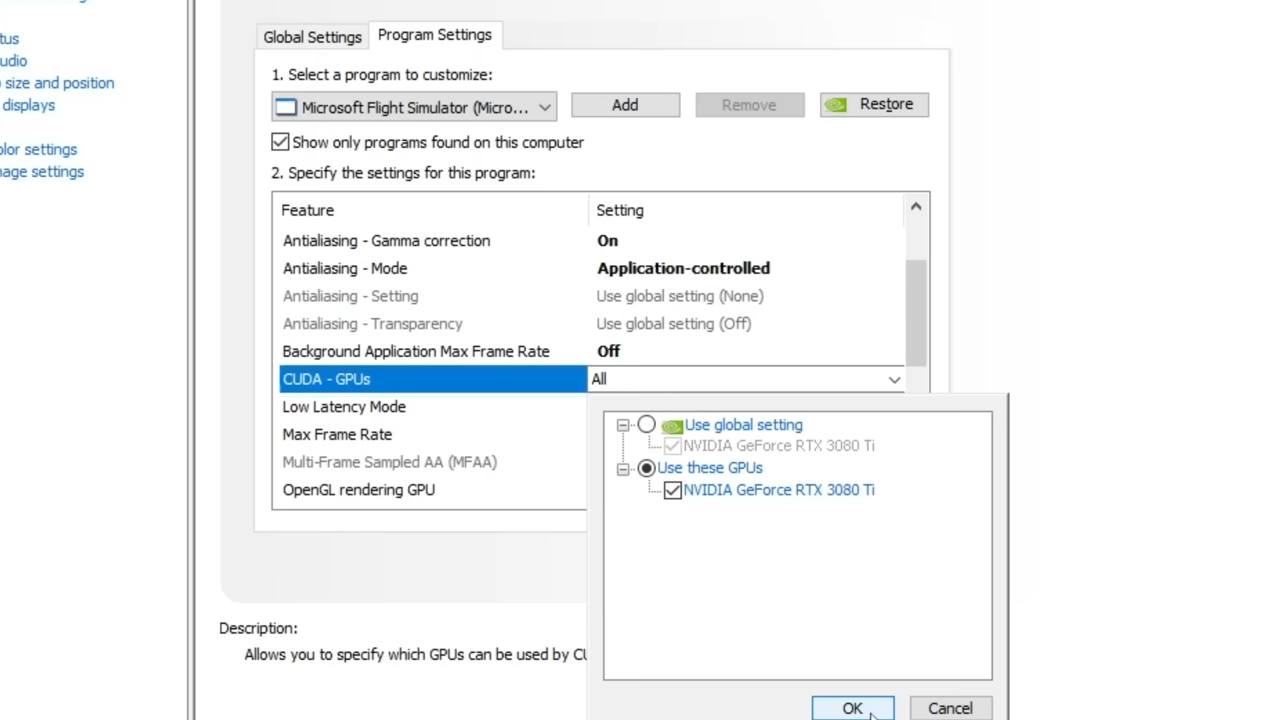 tus
udio
size and position
displays
olor settings
nage settings
Global Settings Program Settings
1. Select a program to customize:
Microsoft Flight Simulator (Micro... Add Remove Restore
Show only programs found on this computer
2. Specify the settings for this program:
Feature Setting
Antialiasing - Gamma correction On
Antialiasing - Mode Application-controlled
Antialiasing - Setting Use global setting (None)
Antialiasing - Transparency Use global setting (Off)
Background Application Max Frame Rate Off
CUDA - GPUs All
Low Latency Mode
Max Frame Rate
Multi-Frame Sampled AA (MFAA)
OpenGL rendering GPU
Use global setting
NVIDIA GeForce RTX 3080 Ti
Use these GPUs
NVIDIA GeForce RTX 3080 Ti
Description:
Allows you to specify which GPUs can be used by CU
OK Cancel